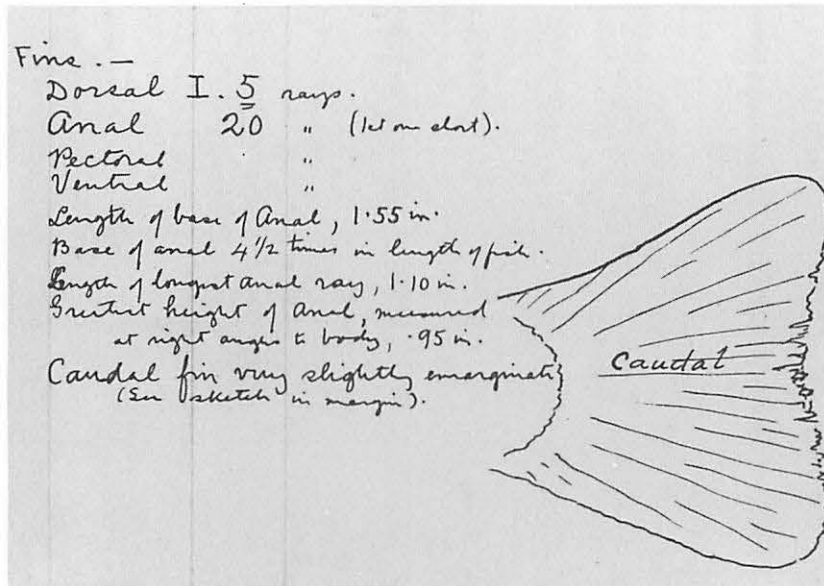 Fins. —
Dorsal I. 5 rays.
Anal 20 " (1st one short).
Pectoral "
Ventral "
Length of base of Anal, 1·55 in.
Base of anal 4 1/2 times in length of fish.
Length of longest anal ray, 1·10 in.
Greatest height of Anal, measured
at right angles to body, ·95 in.
Caudal fin very slightly emarginate
(See sketch in margin).
Caudal